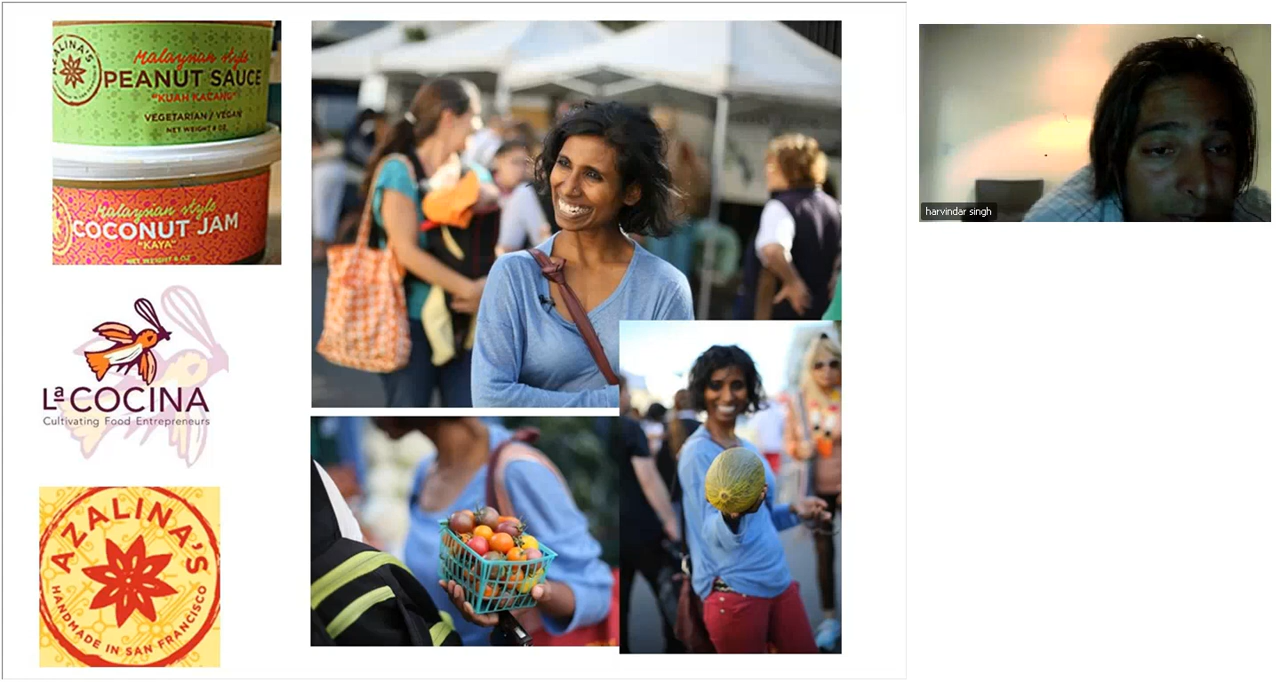 AZALINA'S
Malaysian style
PEANUT SAUCE
"KUAH KACANG"
VEGETARIAN / VEGAN
NET WEIGHT 8 OZ
Malaysian style
COCONUT JAM
"KAYA"
NET WEIGHT 8 OZ
La COCINA
Cultivating Food Entrepreneurs
AZALINA'S
HANDMADE IN SAN FRANCISCO
harvindar singh